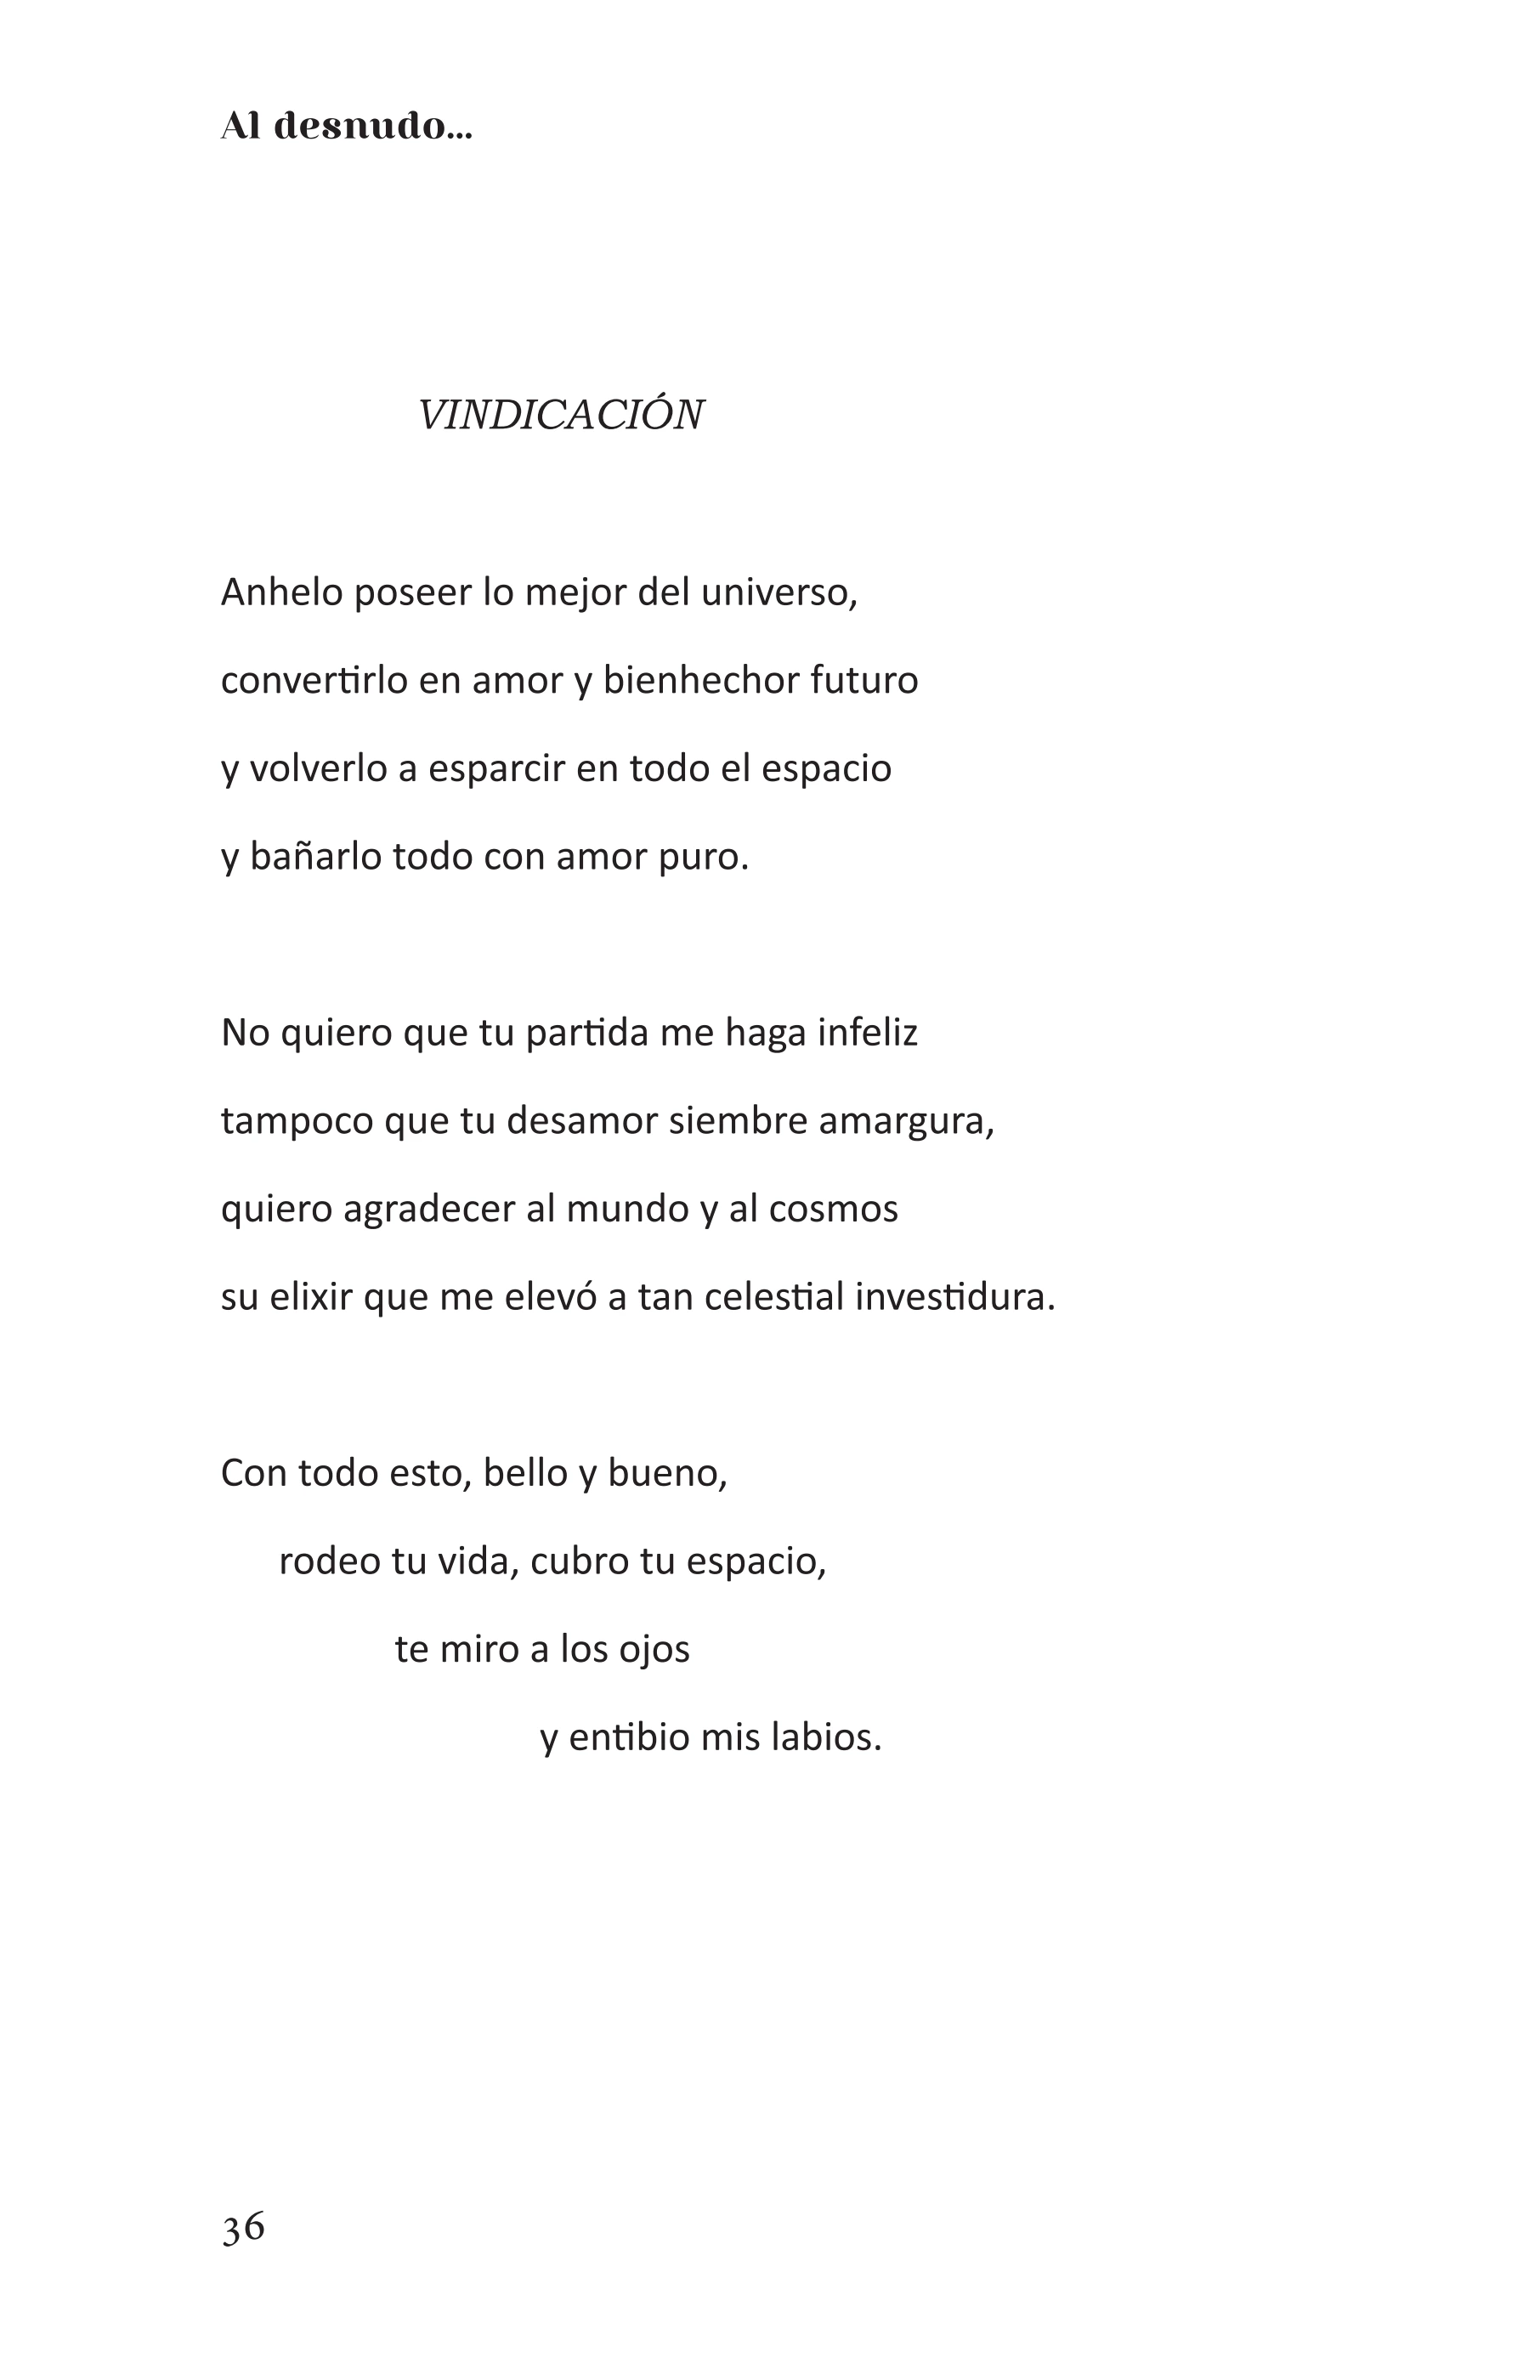 Al desnudo...
VINDICACIÓN
Anhelo poseer lo mejor del universo,
convertirlo en amor y bienhechor futuro
y volverlo a esparcir en todo el espacio
y bañarlo todo con amor puro.
No quiero que tu partida me haga infeliz
tampoco que tu desamor siembre amargura,
quiero agradecer al mundo y al cosmos
su elixir que me elevó a tan celestial investidura.
Con todo esto, bello y bueno,
rodeo tu vida, cubro tu espacio,
te miro a los ojos
y entibio mis labios.
36